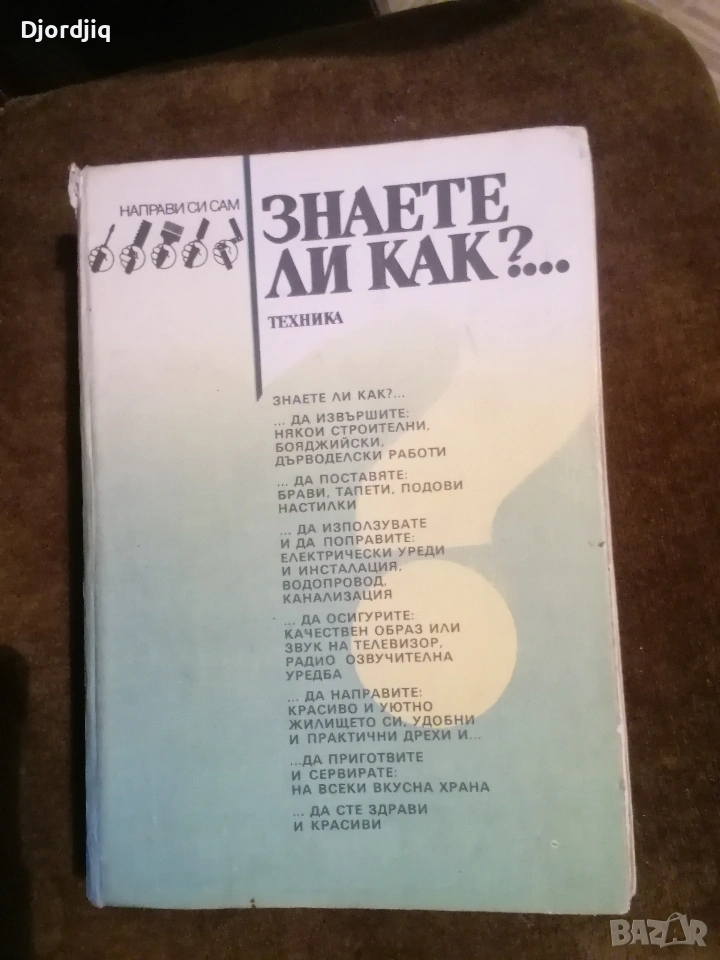 Djordjiq
НАПРАВИ СИ САМ
ЗНАЕТЕ
ЛИ КАК?...
ТЕХНИКА
ЗНАЕТЕ ЛИ КАК?...
... ДА ИЗВЪРШИТЕ:
НЯКОИ СТРОИТЕЛНИ,
БОЯДЖИЙСКИ,
ДЪРВОДЕЛСКИ РАБОТИ
... ДА ПОСТАВЯТЕ:
БРАВИ, ТАПЕТИ, ПОДОВИ
НАСТИЛКИ
... ДА ИЗПОЛЗУВАТЕ
И ДА ПОПРАВИТЕ:
ЕЛЕКТРИЧЕСКИ УРЕДИ
И ИНСТАЛАЦИЯ,
ВОДОПРОВОД,
КАНАЛИЗАЦИЯ
... ДА ОСИГУРИТЕ:
КАЧЕСТВЕН ОБРАЗ ИЛИ
ЗВУК НА ТЕЛЕВИЗОР,
РАДИО ОЗВУЧИТЕЛНА
УРЕДБА
... ДА НАПРАВИТЕ:
КРАСИВО И УЮТНО
ЖИЛИЩЕТО СИ, УДОБНИ
И ПРАКТИЧНИ ДРЕХИ И...
...ДА ПРИГОТВИТЕ
И СЕРВИРАТЕ:
НА ВСЕКИ ВКУСНА ХРАНА
... ДА СТЕ ЗДРАВИ
И КРАСИВИ
BAZAR